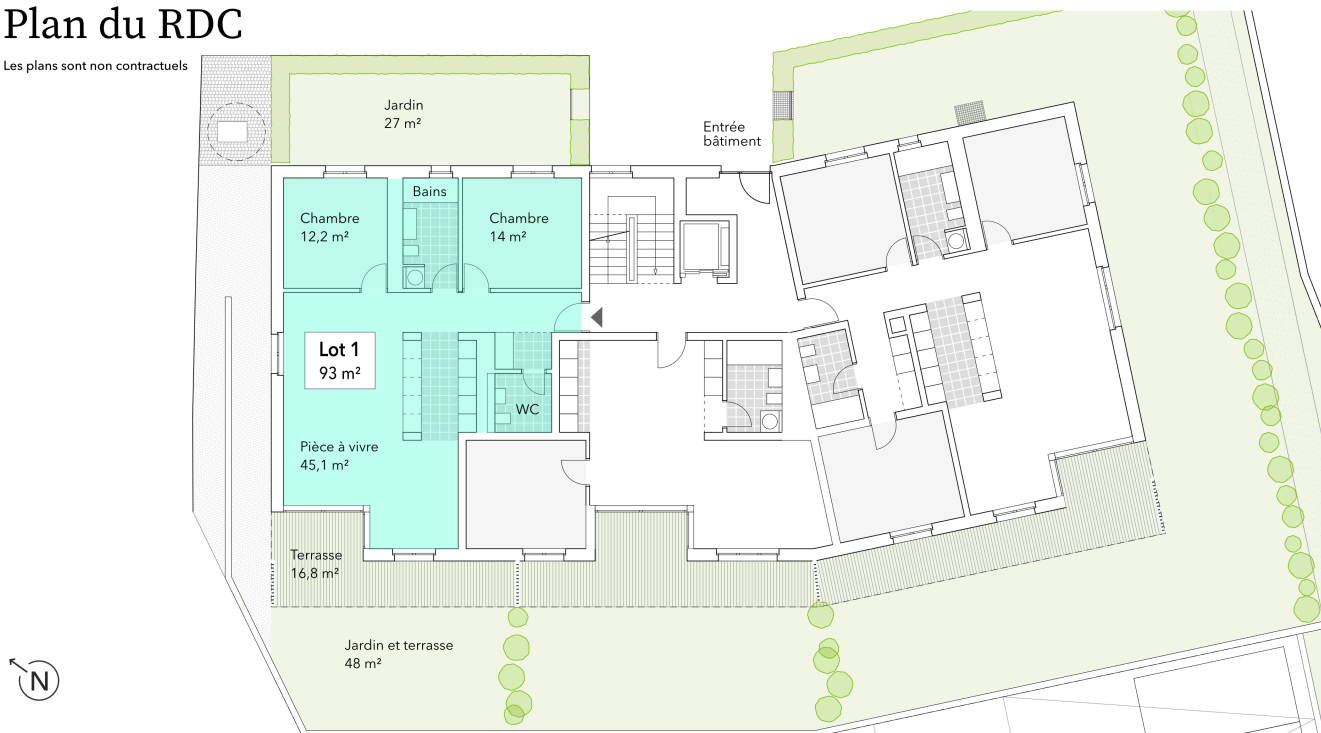 Plan du RDC
Les plans sont non contractuels
Jardin
27 m²
Entrée
bâtiment
Bains
Chambre
12,2 m²
Chambre
14 m²
Lot 1
93 m²
WC
Pièce à vivre
45,1 m²
Terrasse
16,8 m²
Jardin et terrasse
48 m²
N